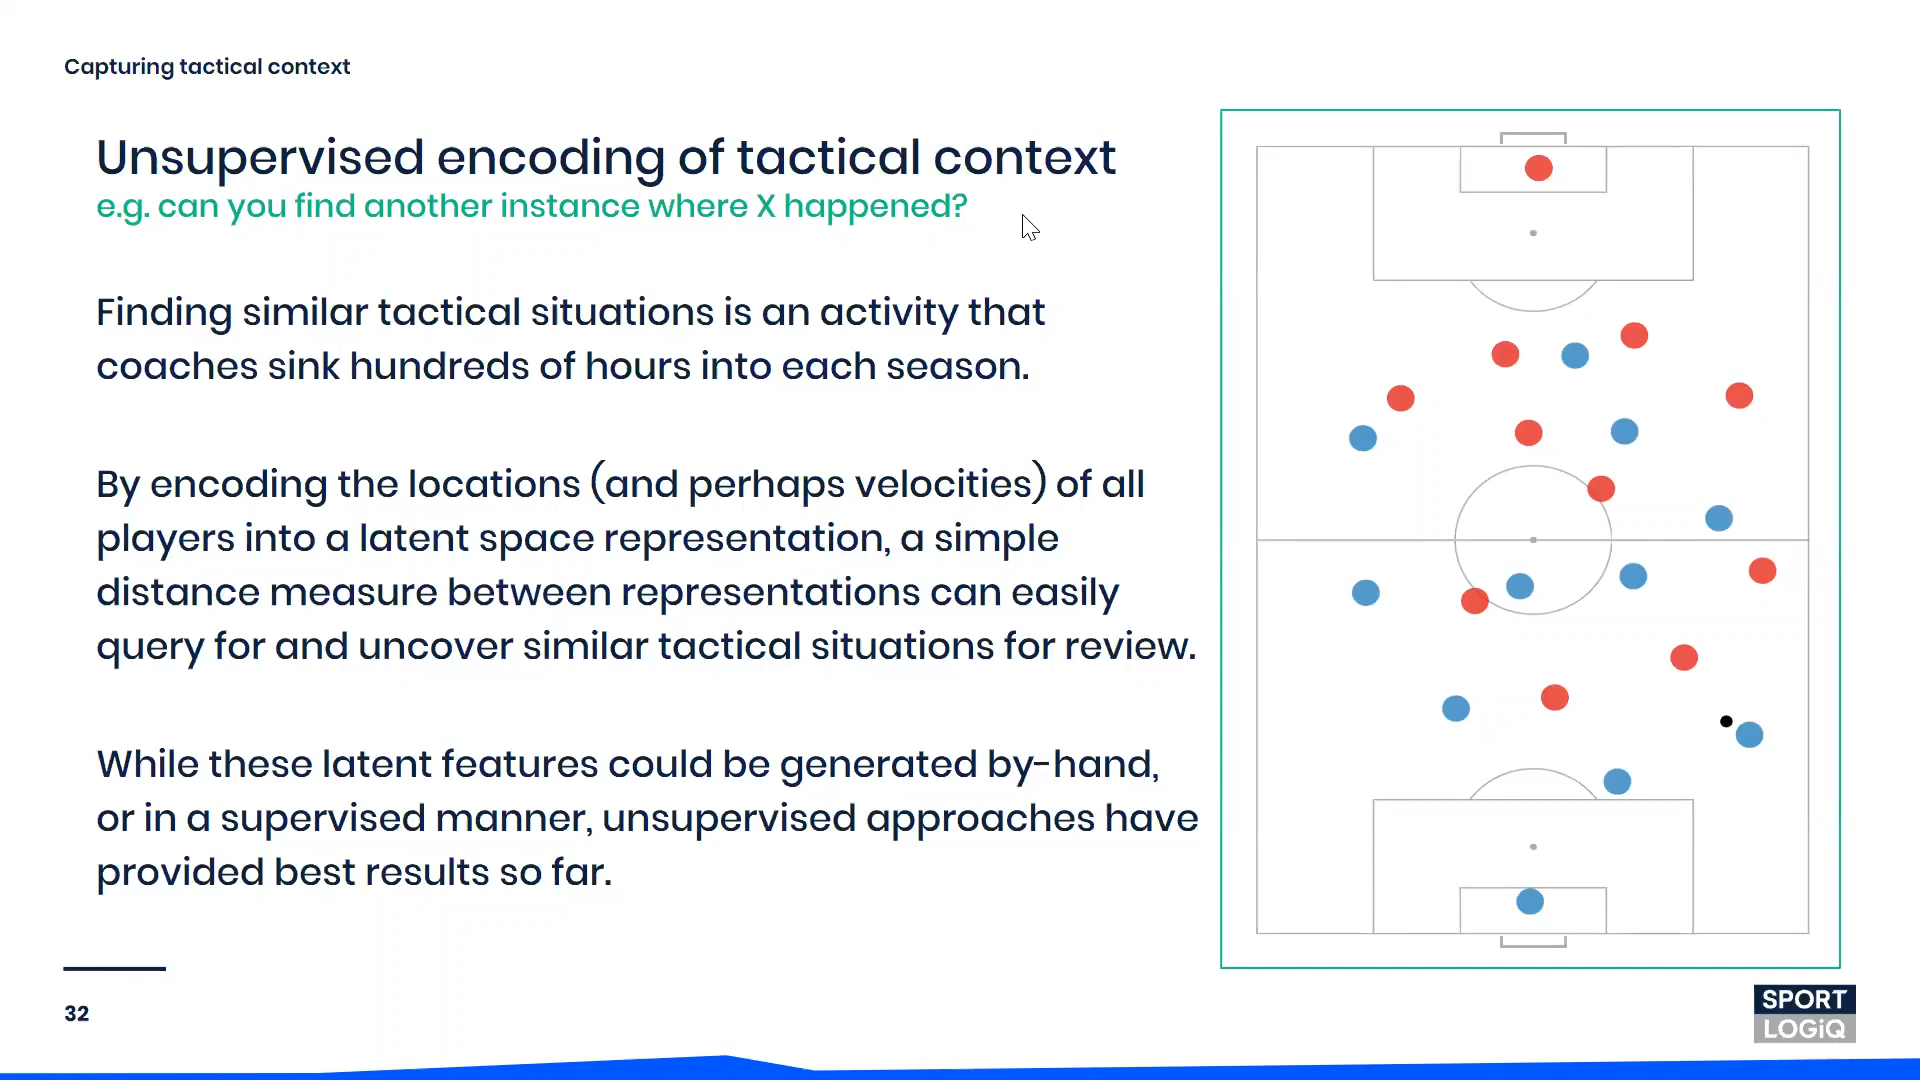 Capturing tactical context
Unsupervised encoding of tactical context
e.g. can you find another instance where X happened?
Finding similar tactical situations is an activity that
coaches sink hundreds of hours into each season.
By encoding the locations (and perhaps velocities) of all
players into a latent space representation, a simple
distance measure between representations can easily
query for and uncover similar tactical situations for review.
While these latent features could be generated by-hand,
or in a supervised manner, unsupervised approaches have
provided best results so far.
32
SPORT
LOGiQ